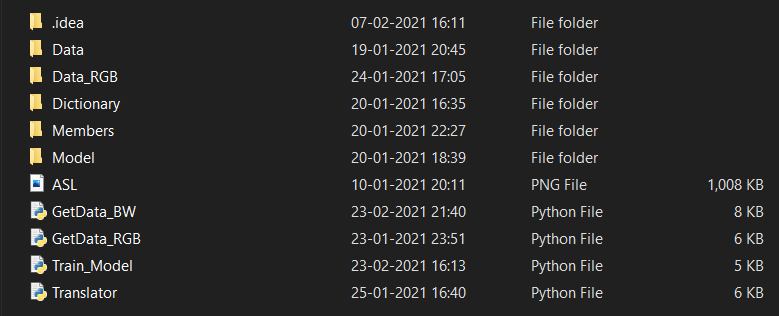 .idea 07-02-2021 16:11 File folder
Data 19-01-2021 20:45 File folder
Data_RGB 24-01-2021 17:05 File folder
Dictionary 20-01-2021 16:35 File folder
Members 20-01-2021 22:27 File folder
Model 20-01-2021 18:39 File folder
ASL 10-01-2021 20:11 PNG File 1,008 KB
GetData_BW 23-02-2021 21:40 Python File 8 KB
GetData_RGB 23-01-2021 23:51 Python File 6 KB
Train_Model 23-02-2021 16:13 Python File 5 KB
Translator 25-01-2021 16:40 Python File 6 KB